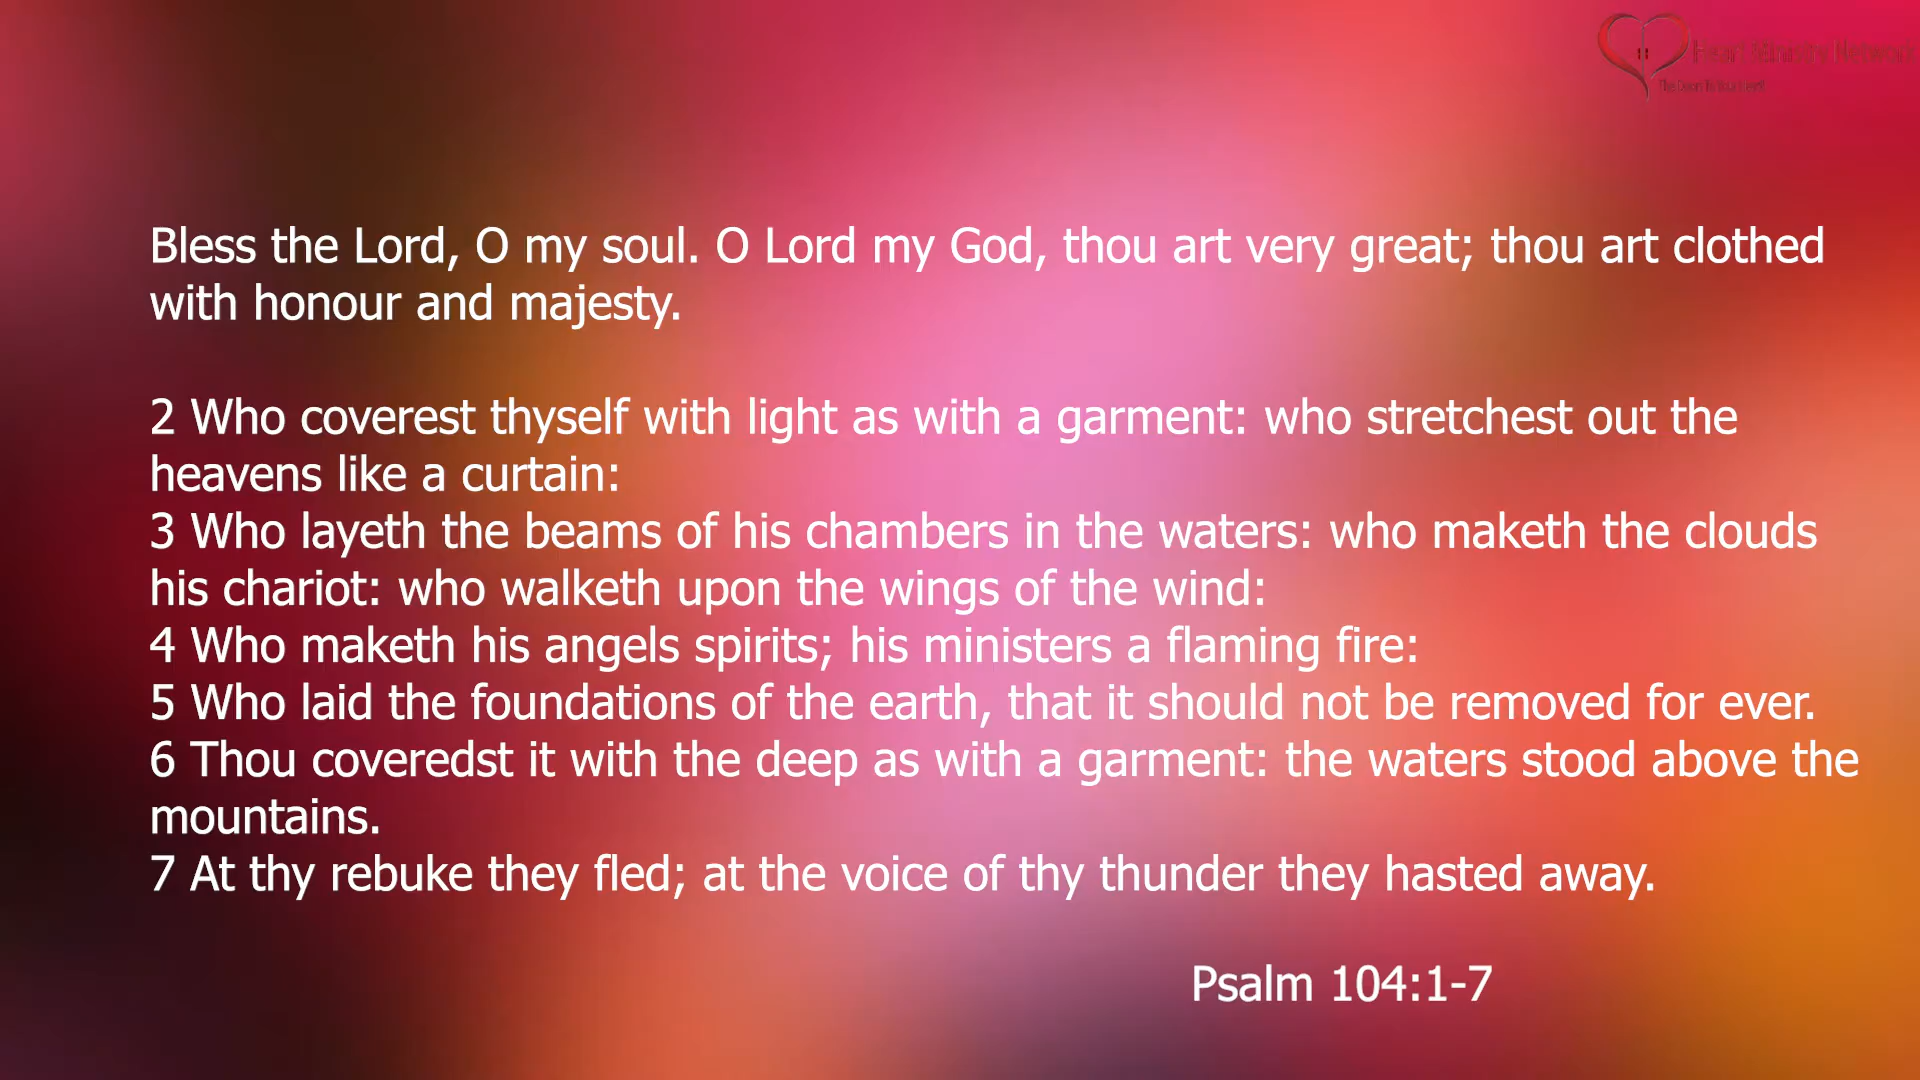 Heart Ministry Network
Bless the Lord, O my soul. O Lord my God, thou art very great; thou art clothed
with honour and majesty.
2 Who coverest thyself with light as with a garment: who stretchest out the
heavens like a curtain:
3 Who layeth the beams of his chambers in the waters: who maketh the clouds
his chariot: who walketh upon the wings of the wind:
4 Who maketh his angels spirits; his ministers a flaming fire:
5 Who laid the foundations of the earth, that it should not be removed for ever.
6 Thou coveredst it with the deep as with a garment: the waters stood above the
mountains.
7 At thy rebuke they fled; at the voice of thy thunder they hasted away.
Psalm 104:1-7